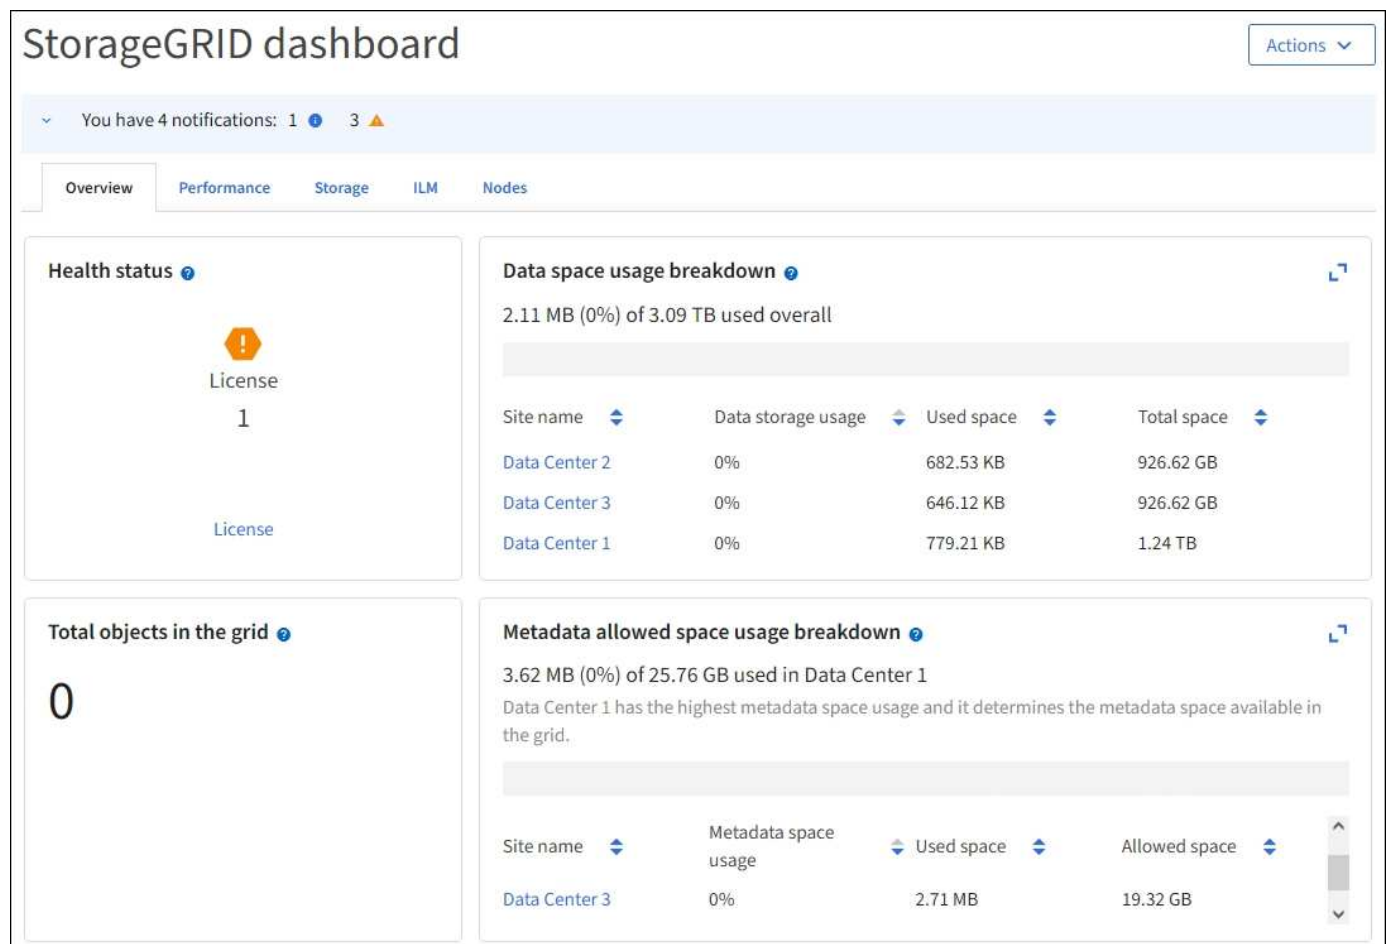 StorageGRID dashboard
Actions
You have 4 notifications: 1 3
Overview Performance Storage ILM Nodes
Health status
License
1
License
Data space usage breakdown
2.11 MB (0%) of 3.09 TB used overall
Site name Data storage usage Used space Total space
Data Center 2 0% 682.53 KB 926.62 GB
Data Center 3 0% 646.12 KB 926.62 GB
Data Center 1 0% 779.21 KB 1.24 TB
Total objects in the grid
0
Metadata allowed space usage breakdown
3.62 MB (0%) of 25.76 GB used in Data Center 1
Data Center 1 has the highest metadata space usage and it determines the metadata space available in
the grid.
Site name Metadata space usage Used space Allowed space
Data Center 3 0% 2.71 MB 19.32 GB